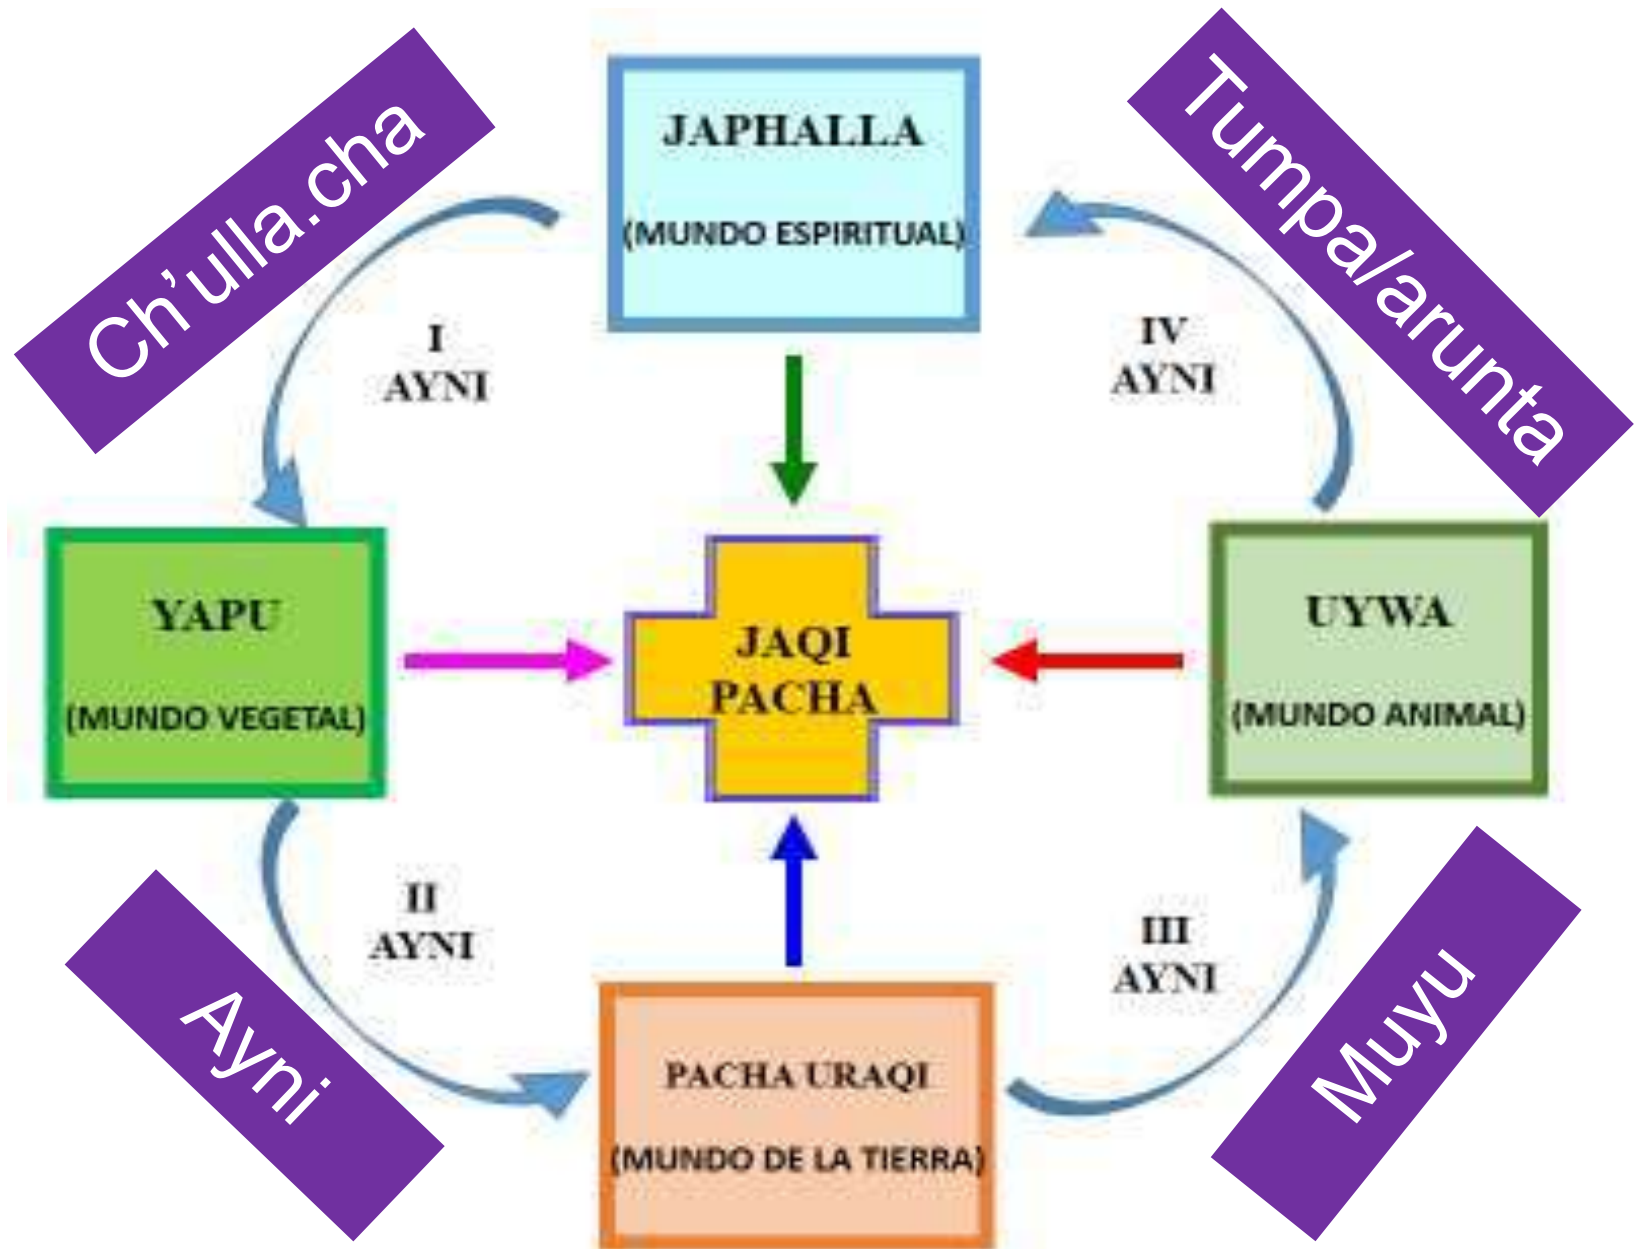 Ch’ulla.cha
JAPHALLA
(MUNDO ESPIRITUAL)
Tumpa/arunta
I
AYNI
IV
AYNI
YAPU
(MUNDO VEGETAL)
JAQI
PACHA
UYWA
(MUNDO ANIMAL)
II
AYNI
III
AYNI
Ayni
PACHA URAQI
(MUNDO DE LA TIERRA)
Muyu